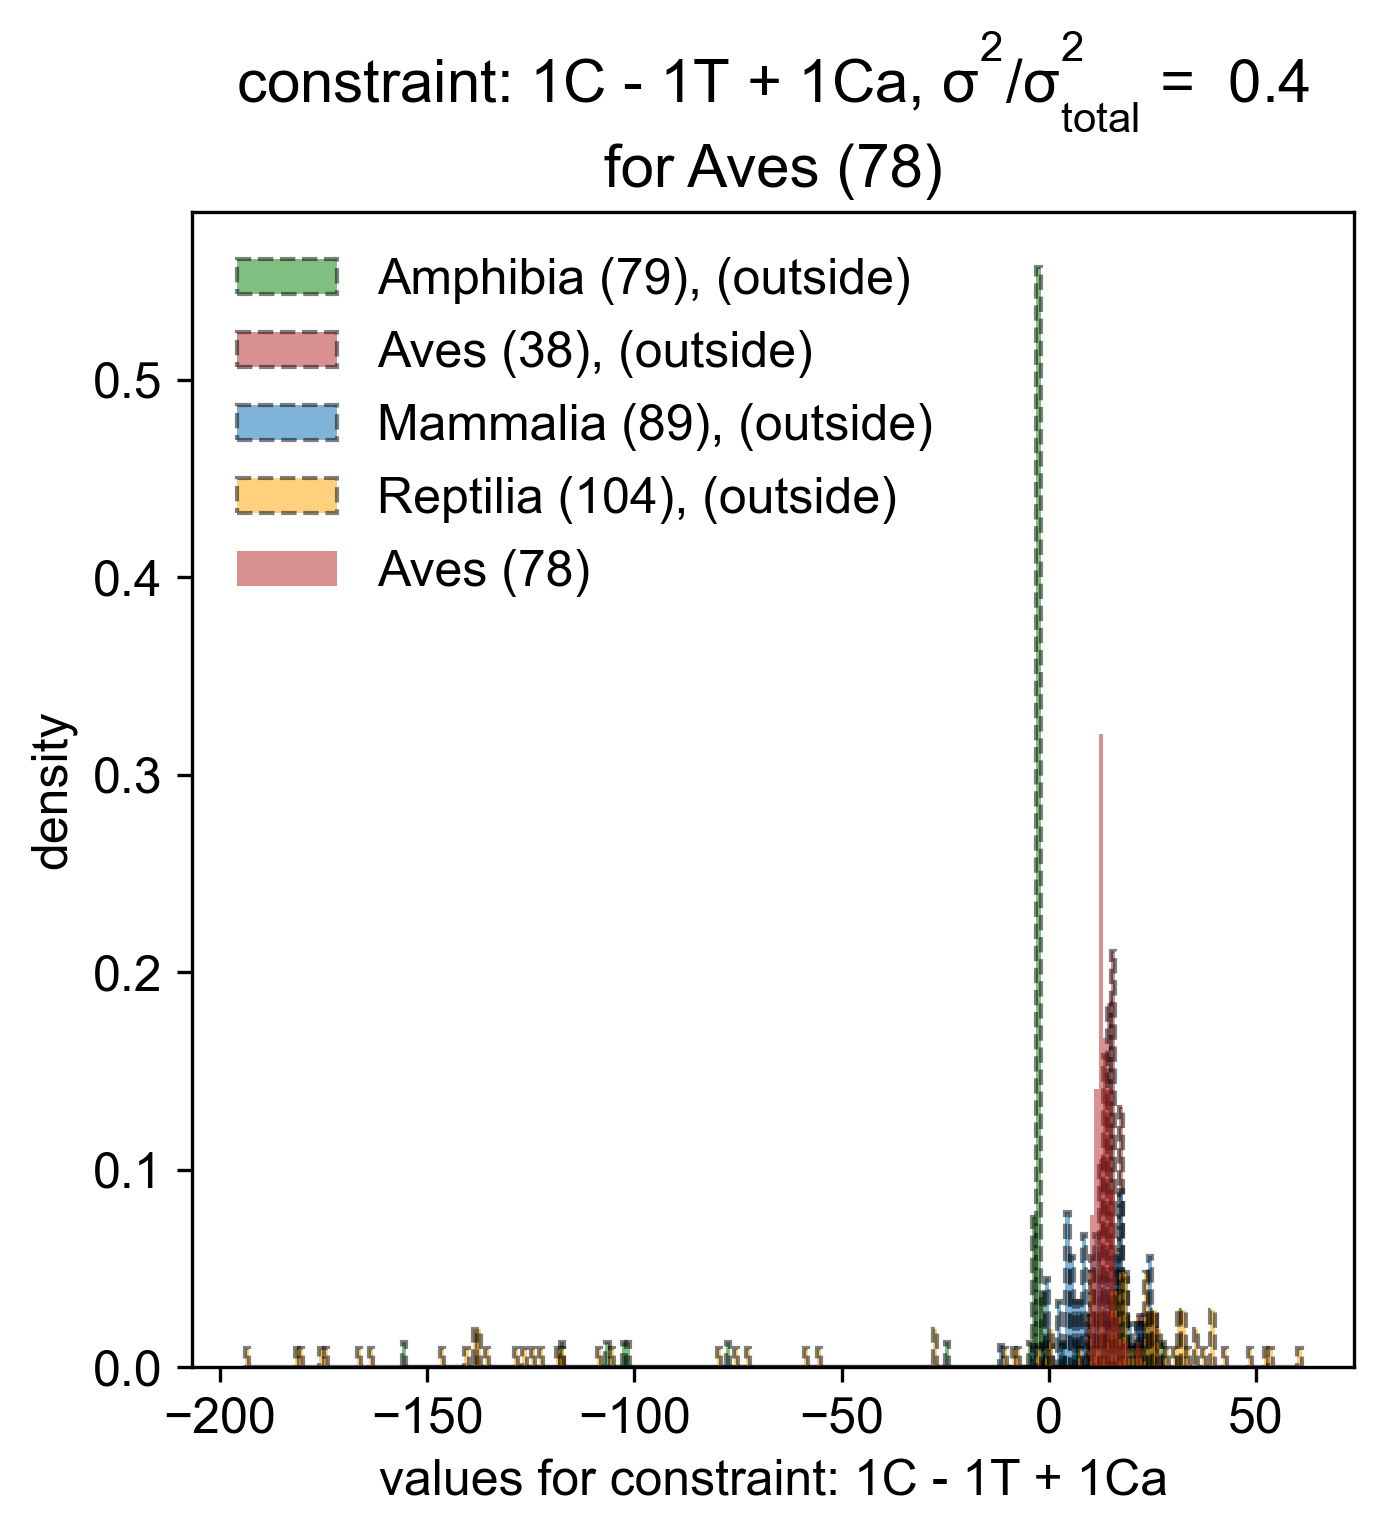 constraint: 1C - 1T + 1Ca, σ²/σ²total = 0.4
for Aves (78)
Amphibia (79), (outside)
Aves (38), (outside)
Mammalia (89), (outside)
Reptilia (104), (outside)
Aves (78)
density
0.5
0.4
0.3
0.2
0.1
0.0
−200 −150 −100 −50 0 50
values for constraint: 1C - 1T + 1Ca